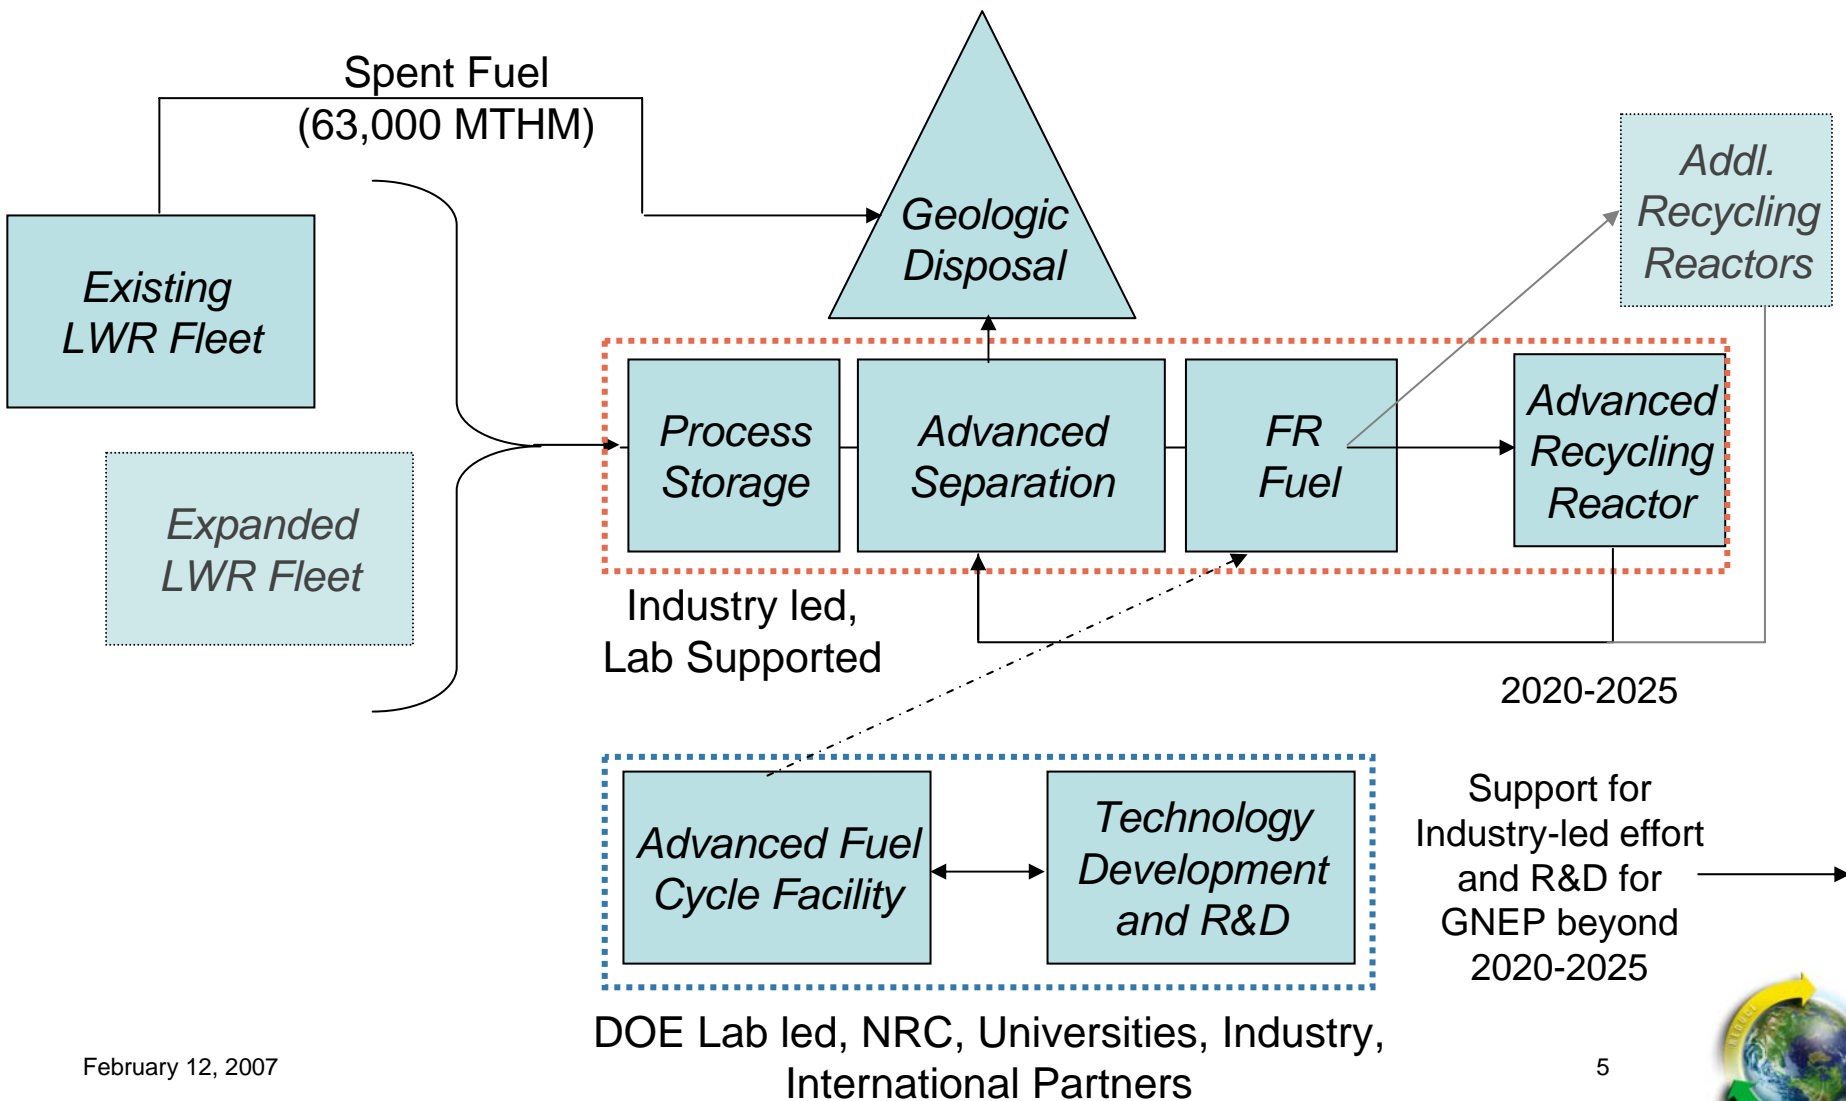 Spent Fuel
(63,000 MTHM)
Geologic
Disposal
Addl.
Recycling
Reactors
Existing
LWR Fleet
Expanded
LWR Fleet
Process
Storage
Advanced
Separation
FR
Fuel
Advanced
Recycling
Reactor
Industry led,
Lab Supported
2020-2025
Advanced Fuel
Cycle Facility
Technology
Development
and R&D
Support for
Industry-led effort
and R&D for
GNEP beyond
2020-2025
DOE Lab led, NRC, Universities, Industry,
International Partners
February 12, 2007
5
REDUCE